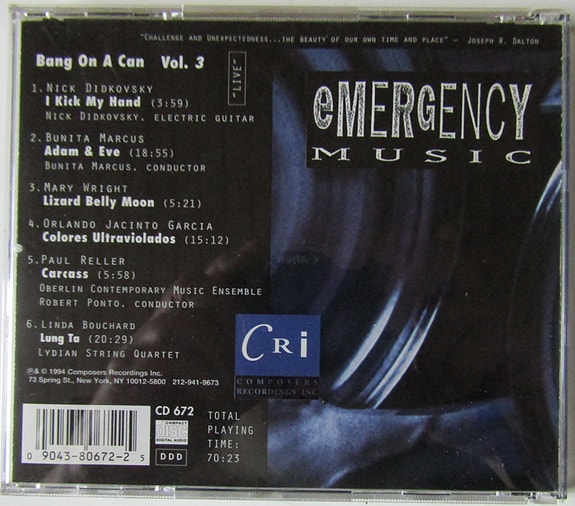 "Challenge and Unexpectedness...the beauty of our own time and place" — Joseph R. Dalton
Bang On A Can Vol. 3
"LIVE"
eMERGENCY
MUSIC
1. Nick Didkovsky
I Kick My Hand (3:59)
Nick Didkovsky, electric guitar
2. Bunita Marcus
Adam & Eve (18:55)
Bunita Marcus, conductor
3. Mary Wright
Lizard Belly Moon (5:21)
4. Orlando Jacinto Garcia
Colores Ultraviolados (15:12)
5. Paul Reller
Carcass (5:58)
Oberlin Contemporary Music Ensemble
Robert Ponto, conductor
6. Linda Bouchard
Lung Ta (20:29)
Lydian String Quartet
CRi
COMPOSERS
RECORDINGS INC
℗& © 1994 Composers Recordings Inc.
73 Spring St., New York, NY 10012-5800 212-941-9673
CD 672
COMPACT
disc
DIGITAL AUDIO
DDD
0 9043-80672-2 5
TOTAL
PLAYING
TIME:
70:23